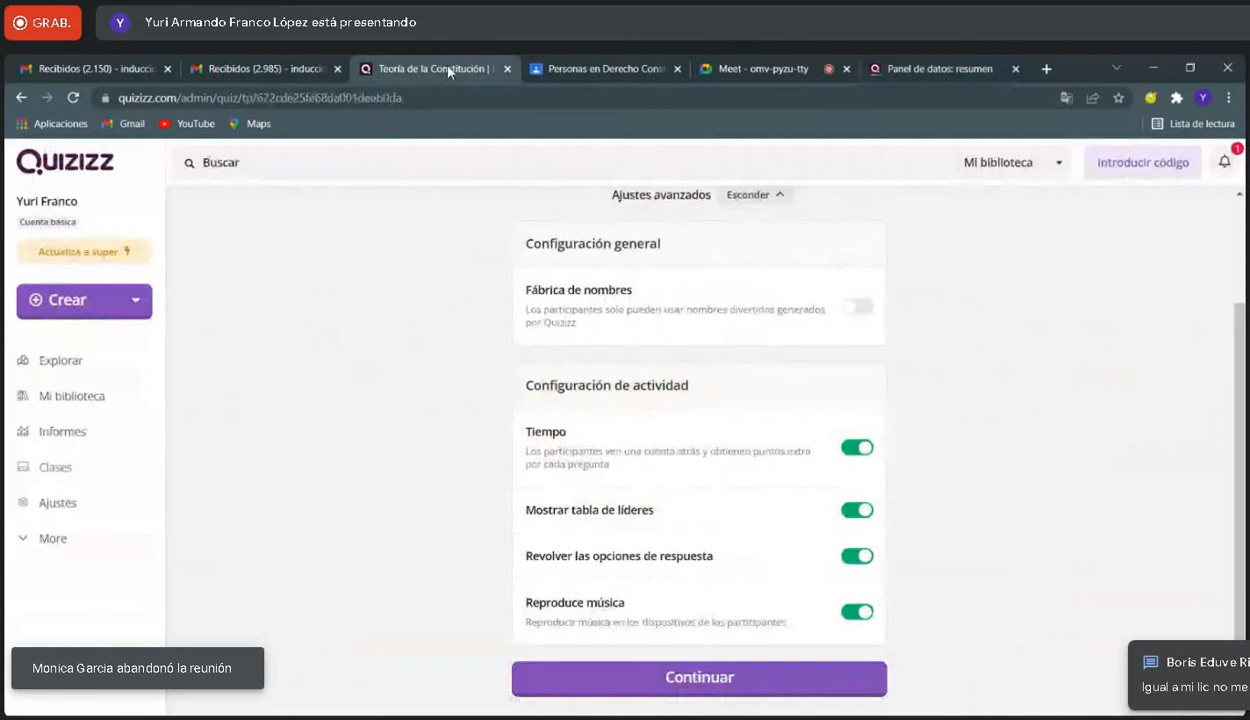 GRAB.
Y
Yuri Armando Franco López está presentando
Recibidos (2.150) - inducció
Recibidos (2.985) - inducció
Teoría de la Constitución |
Personas en Derecho Const
Meet - omv-pyzu-tty
Panel de datos: resumen
quizizz.com/admin/quiz/tp/622cde25fe68da001deeb0da
Y
Aplicaciones
Gmail
YouTube
Maps
Lista de lectura
QUIZIZZ
Buscar
Mi biblioteca
Introducir código
1
Yuri Franco
Cuenta básica
Actualiza a super
Crear
Explorar
Mi biblioteca
Informes
Clases
Ajustes
More
Ajustes avanzados
Esconder
Configuración general
Fábrica de nombres
Los participantes solo pueden usar nombres divertidos generados
por Quizizz
Configuración de actividad
Tiempo
Los participantes ven una cuenta atrás y obtienen puntos extra
por cada pregunta
Mostrar tabla de líderes
Revolver las opciones de respuesta
Reproduce música
Reproducir música en los dispositivos de los participantes
Continuar
Monica Garcia abandonó la reunión
Boris Eduve Ri
Igual a mi lic no me